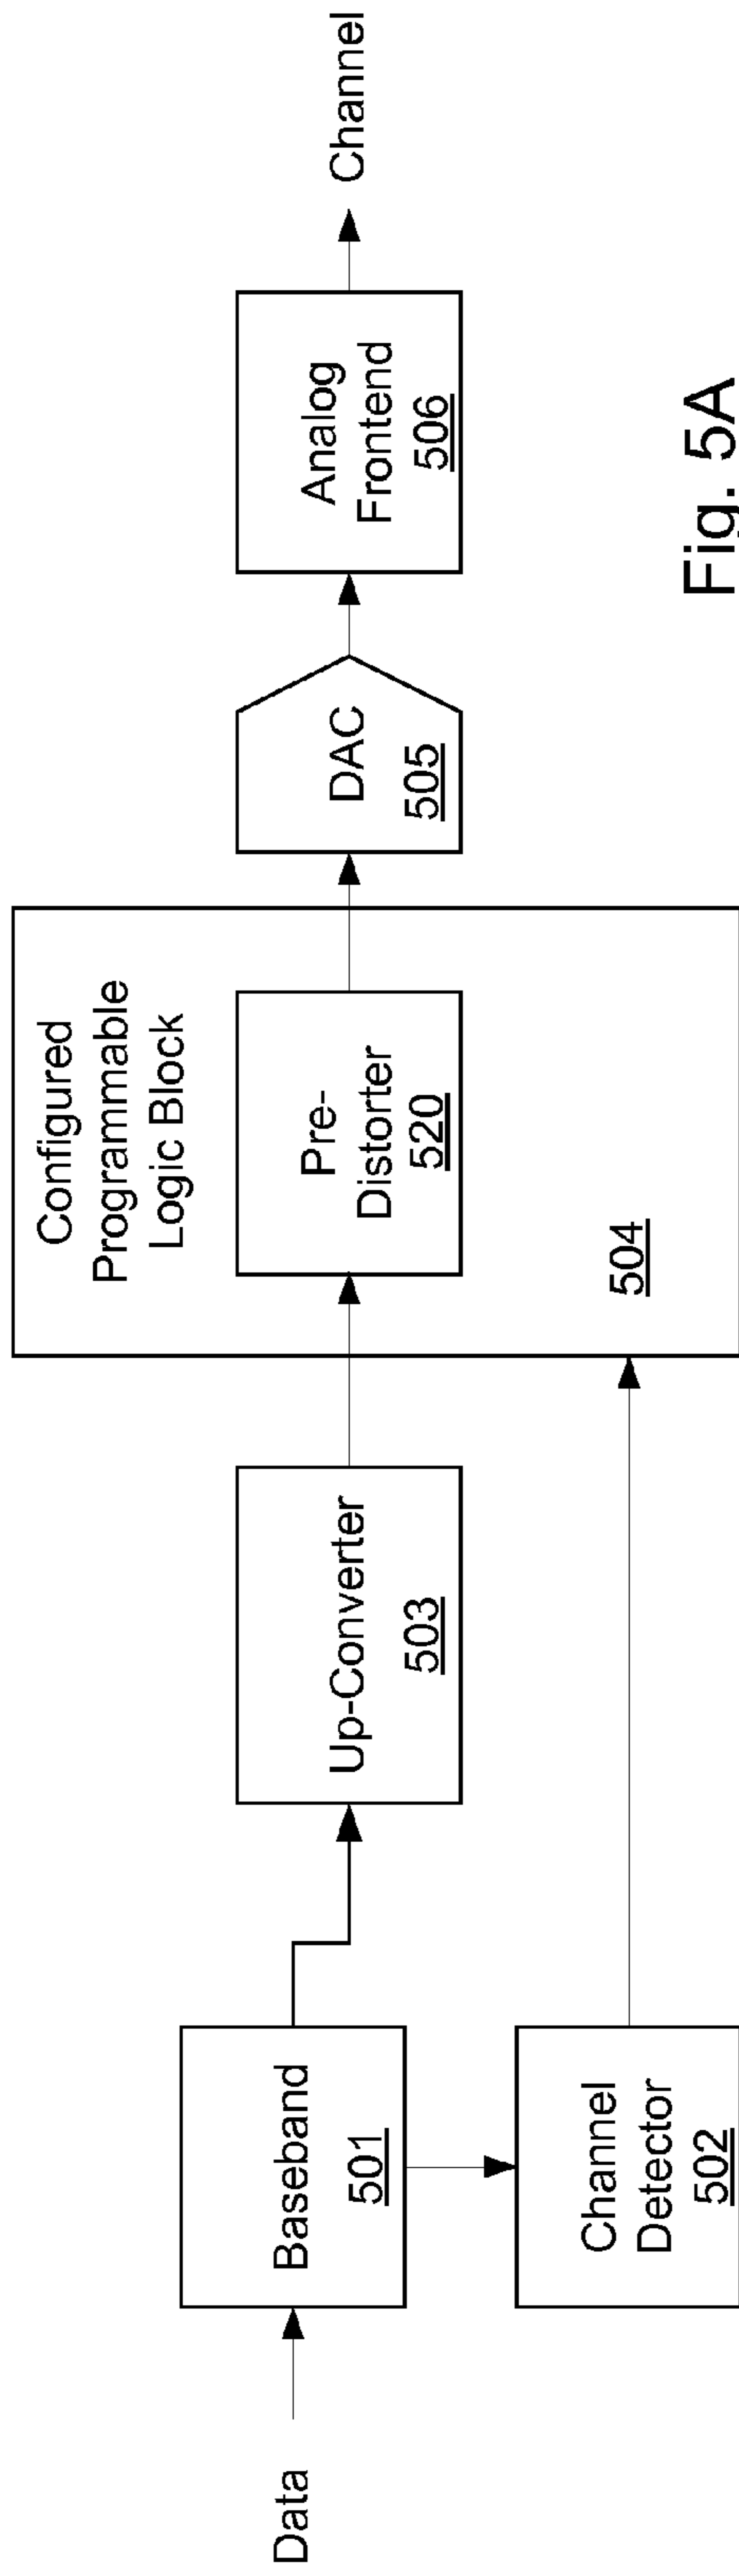 Data
Baseband
501
Channel
Detector
502
Up-Converter
503
Configured
Programmable
Logic Block
Pre-
Distorter
520
504
DAC
505
Analog
Frontend
506
Channel
Fig. 5A